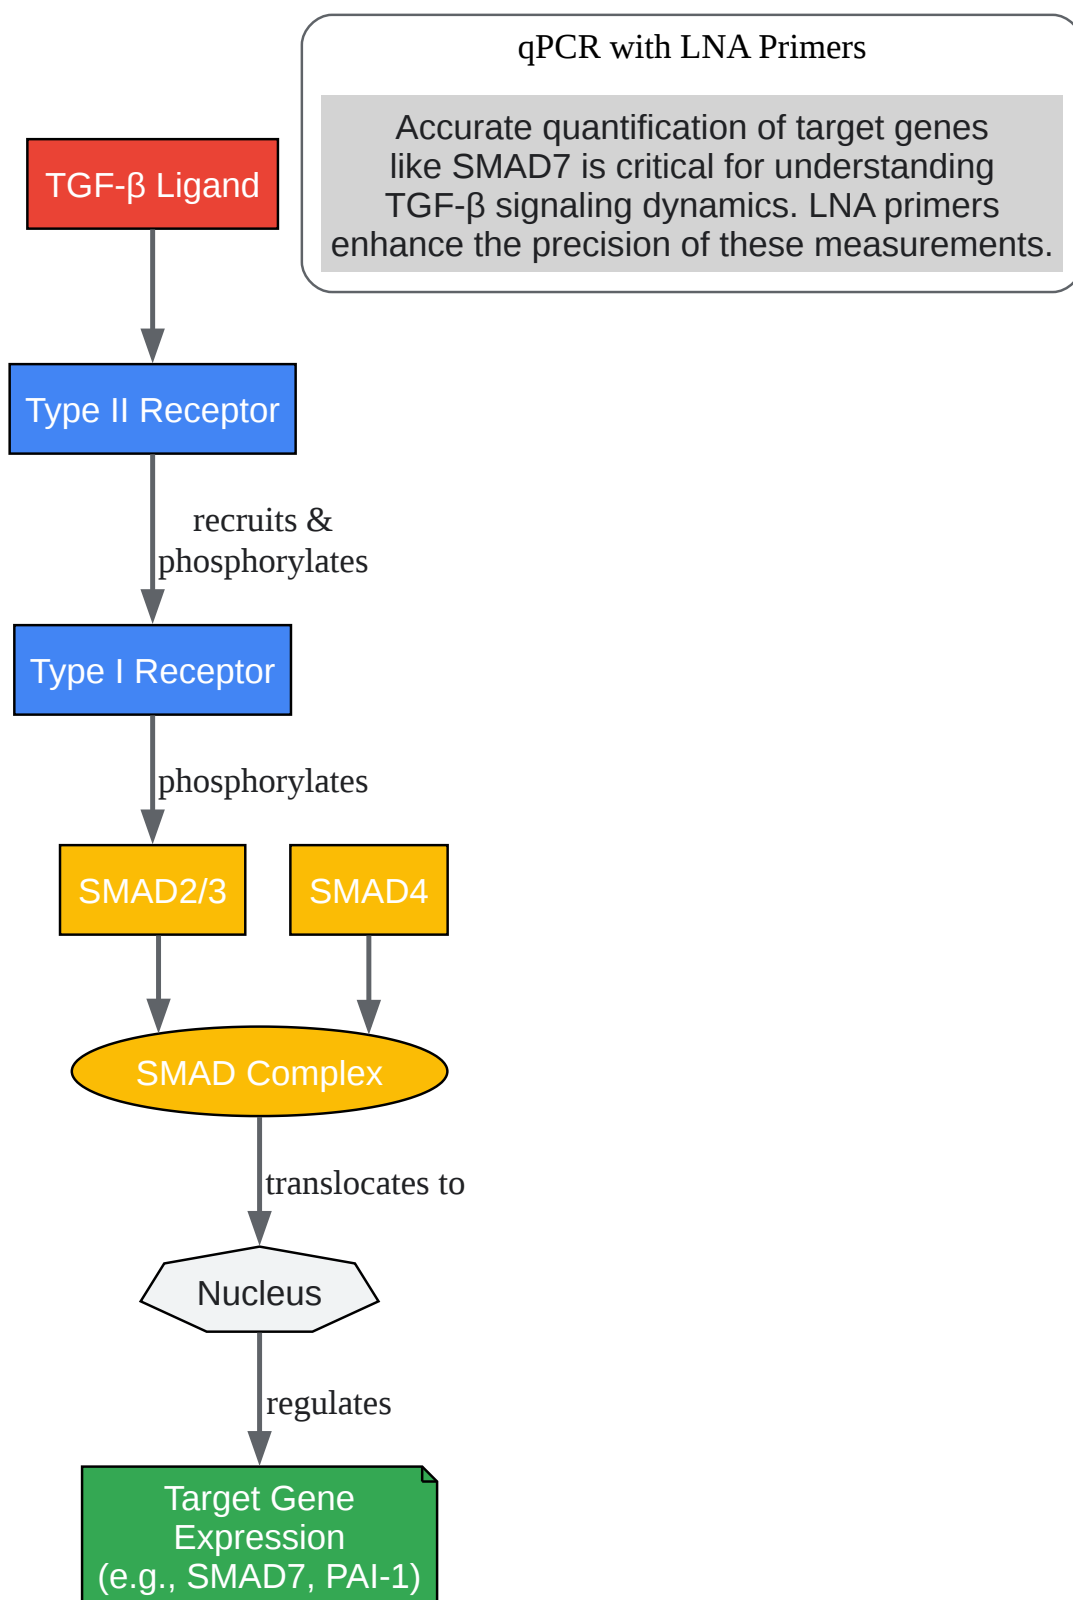 qPCR with LNA Primers
Accurate quantification of target genes
like SMAD7 is critical for understanding
TGF-β signaling dynamics. LNA primers
enhance the precision of these measurements.
TGF-β Ligand
Type II Receptor
recruits &
phosphorylates
Type I Receptor
phosphorylates
SMAD2/3
SMAD4
SMAD Complex
translocates to
Nucleus
regulates
Target Gene
Expression
(e.g., SMAD7, PAI-1)